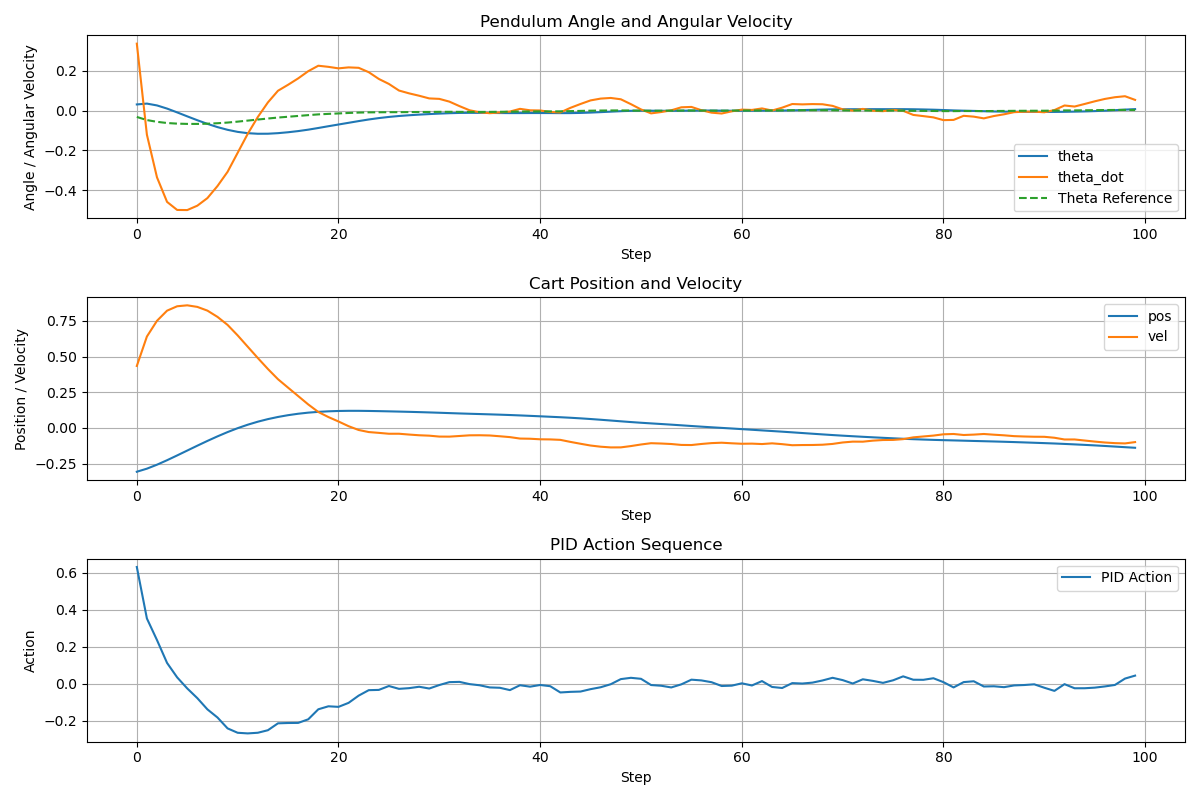 Pendulum Angle and Angular Velocity
Angle / Angular Velocity
0.2
0.0
−0.2
−0.4
theta
theta_dot
Theta Reference
0 20 40 60 80 100
Step
Cart Position and Velocity
Position / Velocity
0.75
0.50
0.25
0.00
−0.25
pos
vel
0 20 40 60 80 100
Step
PID Action Sequence
Action
0.6
0.4
0.2
0.0
−0.2
PID Action
0 20 40 60 80 100
Step